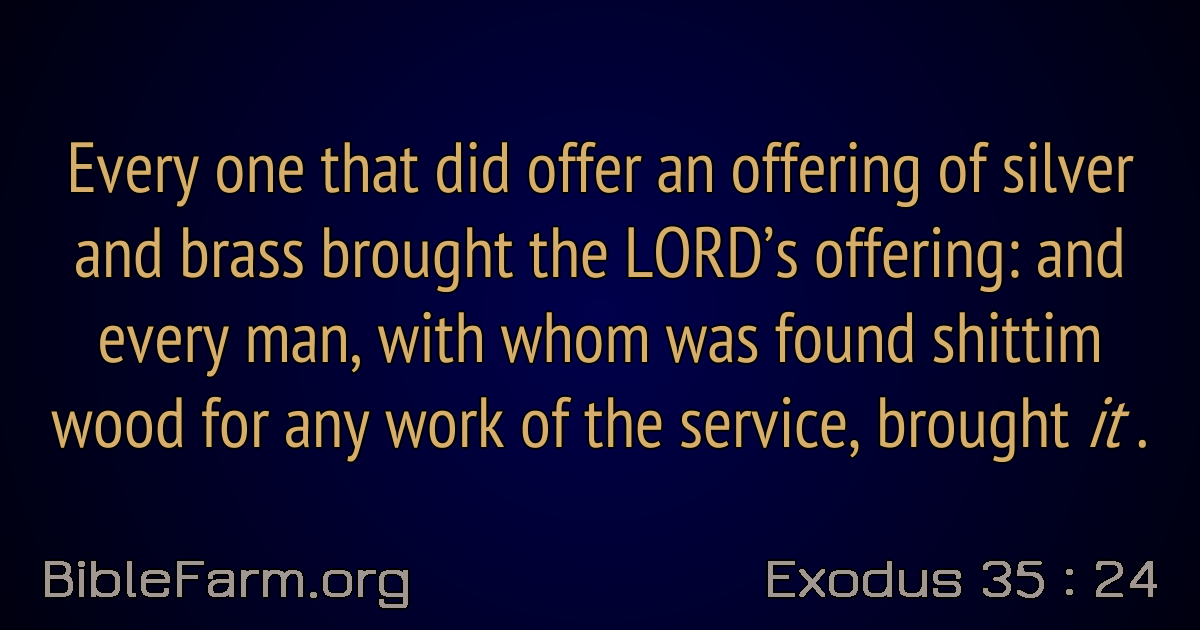 Every one that did offer an offering of silver
and brass brought the LORD’s offering: and
every man, with whom was found shittim
wood for any work of the service, brought it .
BibleFarm.org
Exodus 35 : 24